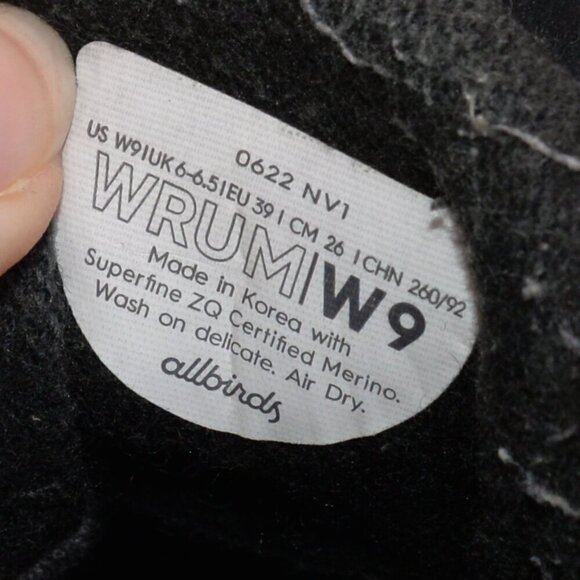 0622 NV1
US W9 | UK 6-6.5 | EU 39 | CM 26 | CHN 260/92
WRUM/W9
Made in Korea with
Superfine ZQ Certified Merino.
Wash on delicate. Air Dry.
allbirds